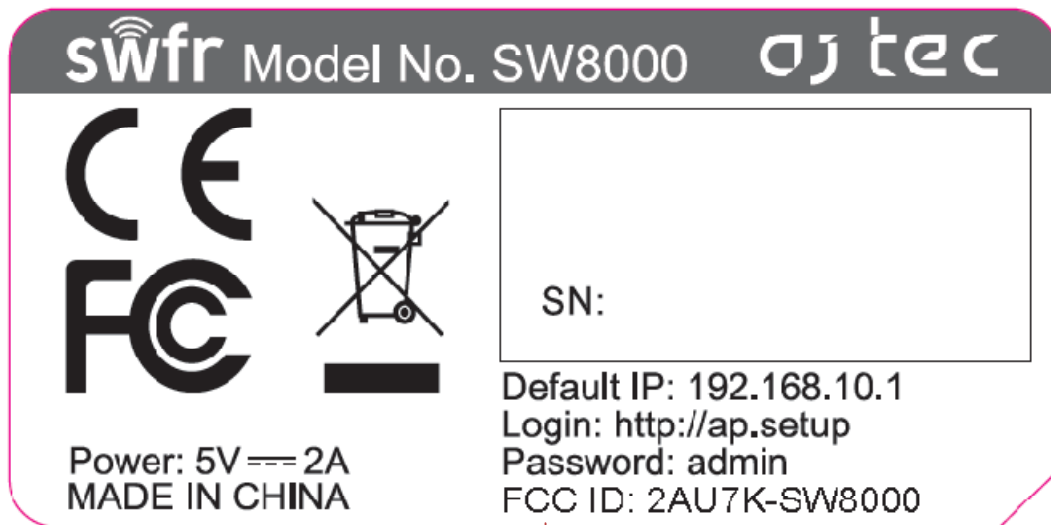 swfr Model No. SW8000 ajtec
CE
FC
SN:
Default IP: 192.168.10.1
Login: http://ap.setup
Password: admin
FCC ID: 2AU7K-SW8000
Power: 5V⎓2A
MADE IN CHINA